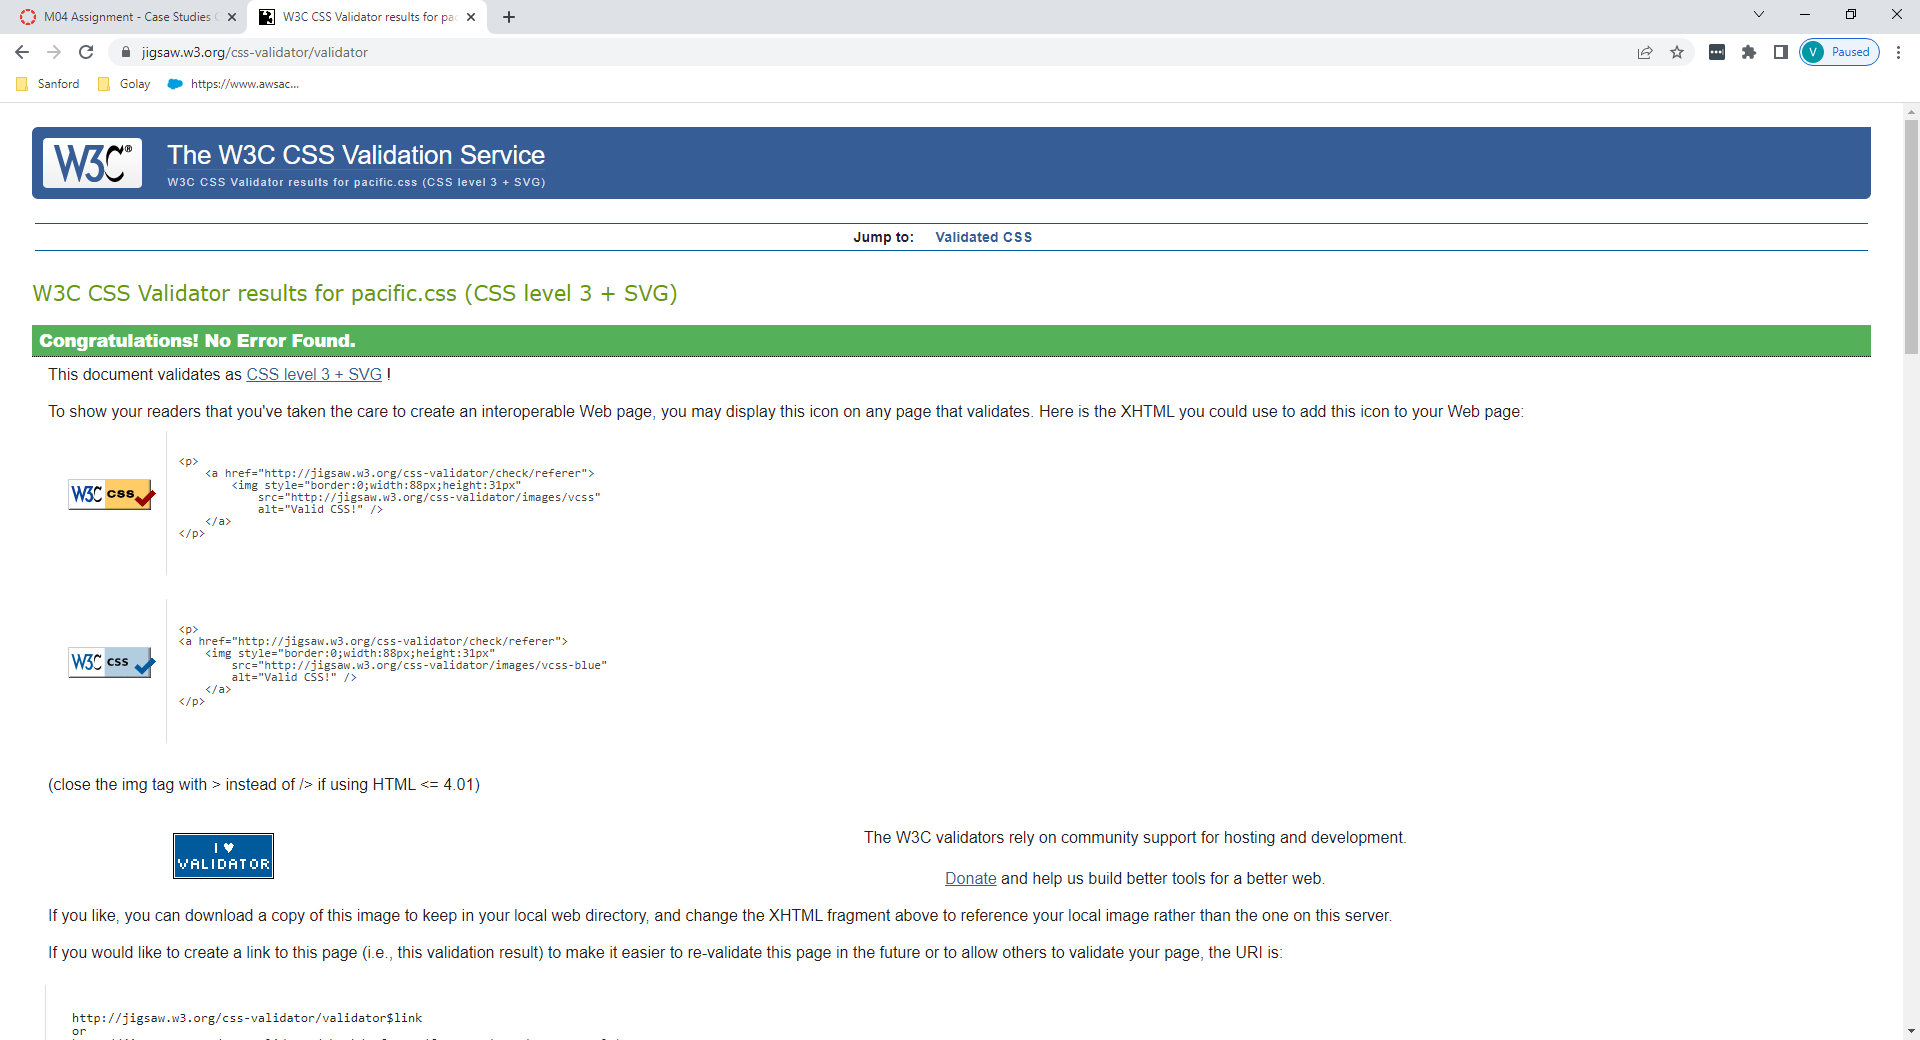 M04 Assignment - Case Studies
W3C CSS Validator results for pa
jigsaw.w3.org/css-validator/validator
V Paused
Sanford
Golay
https://www.awsac...
W3C®
The W3C CSS Validation Service
W3C CSS Validator results for pacific.css (CSS level 3 + SVG)
Jump to: Validated CSS
W3C CSS Validator results for pacific.css (CSS level 3 + SVG)
Congratulations! No Error Found.
This document validates as CSS level 3 + SVG !
To show your readers that you've taken the care to create an interoperable Web page, you may display this icon on any page that validates. Here is the XHTML you could use to add this icon to your Web page:
W3C css
<p>
<a href="http://jigsaw.w3.org/css-validator/check/referer">
<img style="border:0;width:88px;height:31px"
src="http://jigsaw.w3.org/css-validator/images/vcss"
alt="Valid CSS!" />
</a>
</p>
W3C css
<p>
<a href="http://jigsaw.w3.org/css-validator/check/referer">
<img style="border:0;width:88px;height:31px"
src="http://jigsaw.w3.org/css-validator/images/vcss-blue"
alt="Valid CSS!" />
</a>
</p>
(close the img tag with > instead of /> if using HTML <= 4.01)
I ♥
VALIDATOR
The W3C validators rely on community support for hosting and development.
Donate and help us build better tools for a better web.
If you like, you can download a copy of this image to keep in your local web directory, and change the XHTML fragment above to reference your local image rather than the one on this server.
If you would like to create a link to this page (i.e., this validation result) to make it easier to re-validate this page in the future or to allow others to validate your page, the URI is:
http://jigsaw.w3.org/css-validator/validator$link
or